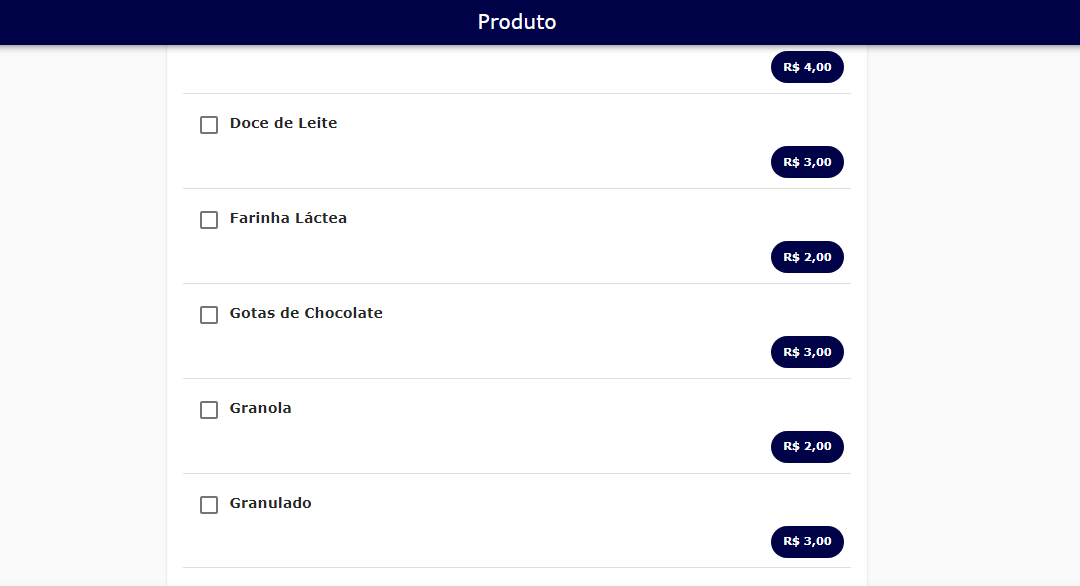 Produto
R$ 4,00
Doce de Leite
R$ 3,00
Farinha Láctea
R$ 2,00
Gotas de Chocolate
R$ 3,00
Granola
R$ 2,00
Granulado
R$ 3,00